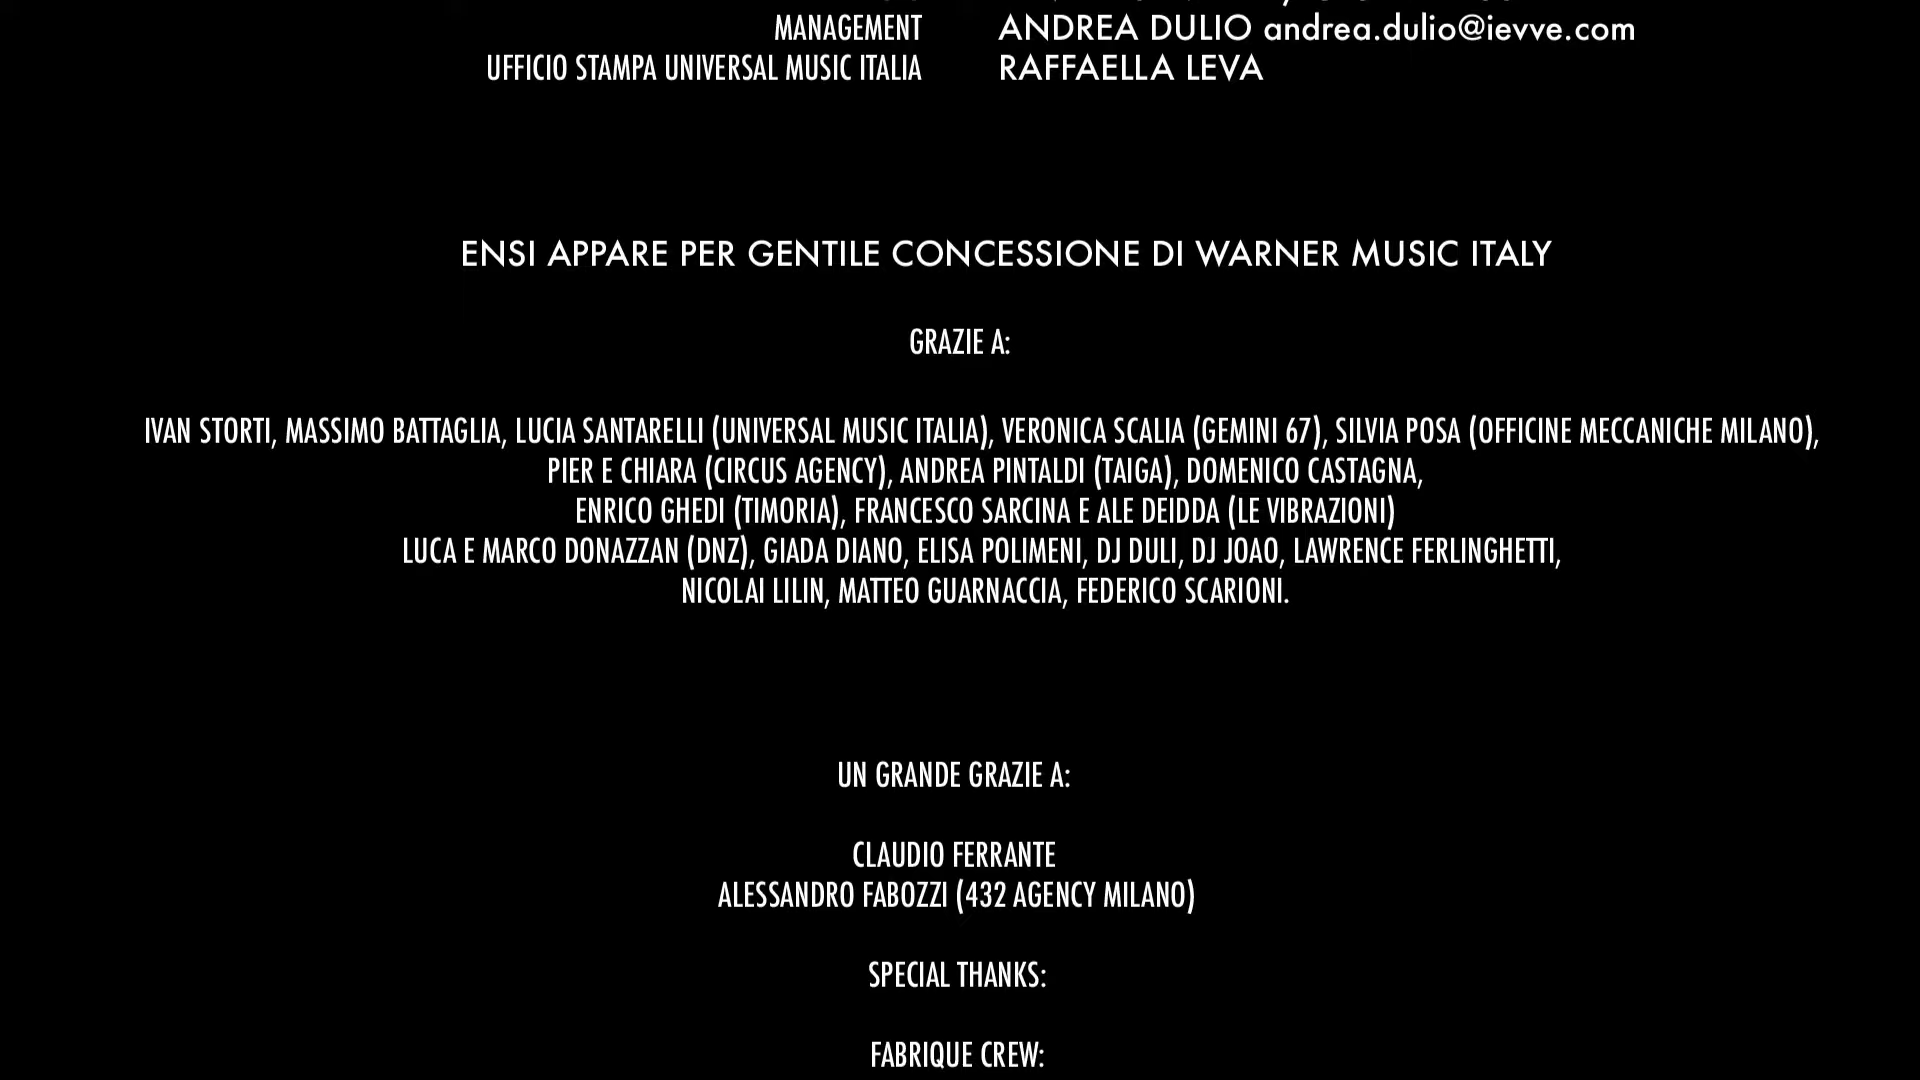 MANAGEMENT ANDREA DULIO andrea.dulio@ievve.com
UFFICIO STAMPA UNIVERSAL MUSIC ITALIA RAFFAELLA LEVA
ENSI APPARE PER GENTILE CONCESSIONE DI WARNER MUSIC ITALY
GRAZIE A:
IVAN STORTI, MASSIMO BATTAGLIA, LUCIA SANTARELLI (UNIVERSAL MUSIC ITALIA), VERONICA SCALIA (GEMINI 67), SILVIA POSA (OFFICINE MECCANICHE MILANO),
PIER E CHIARA (CIRCUS AGENCY), ANDREA PINTALDI (TAIGA), DOMENICO CASTAGNA,
ENRICO GHEDI (TIMORIA), FRANCESCO SARCINA E ALE DEIDDA (LE VIBRAZIONI)
LUCA E MARCO DONAZZAN (DNZ), GIADA DIANO, ELISA POLIMENI, DJ DULI, DJ JOAO, LAWRENCE FERLINGHETTI,
NICOLAI LILIN, MATTEO GUARNACCIA, FEDERICO SCARIONI.
UN GRANDE GRAZIE A:
CLAUDIO FERRANTE
ALESSANDRO FABOZZI (432 AGENCY MILANO)
SPECIAL THANKS:
FABRIQUE CREW: